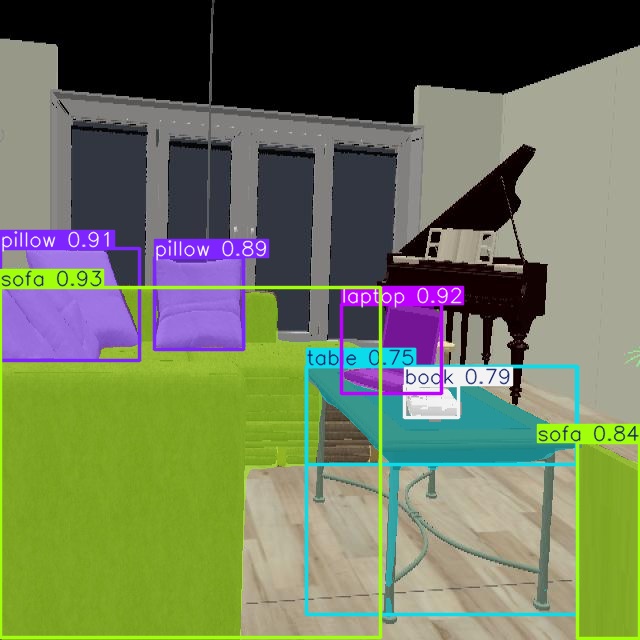 pillow 0.91
pillow 0.89
sofa 0.93
laptop 0.92
table 0.75
book 0.79
sofa 0.84